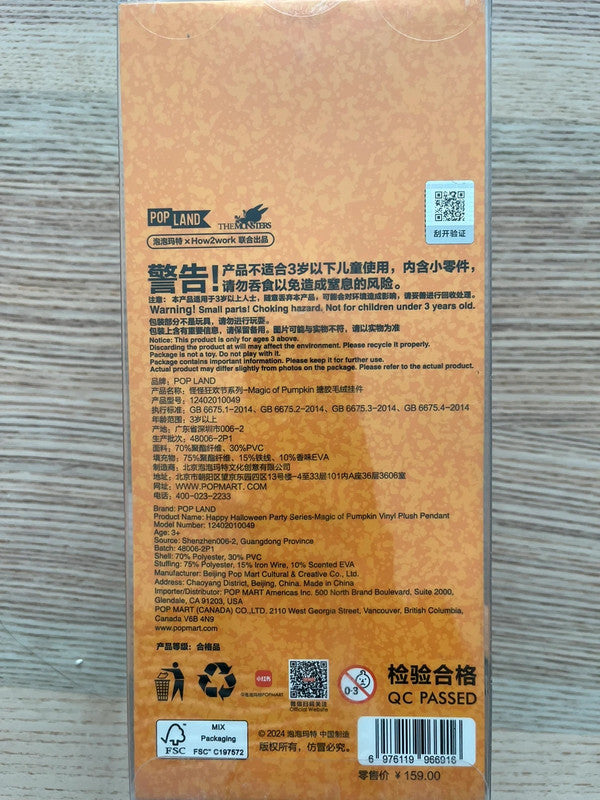 POP LAND
THE MONSTERS
泡泡玛特×How2work 联合出品
刮开验证
警告!产品不适合3岁以下儿童使用，内含小零件，
请勿吞食以免造成窒息的风险。
注意： 本产品适用于3岁以上人士，随意丢弃本产品，可能会对环境造成影响，请妥善进行回收处理。
Warning! Small parts! Choking hazard. Not for children under 3 years old.
包装部分不是玩具，请勿进行玩耍。
包装上含有重要信息，请保留备用。图片可能与实物不符，请以实物为准
Notice: This product is only for ages 3 above.
Discarding the product at will may affect the environment. Please recycle it properly.
Package is not a toy. Do not play with it.
Package contains important information. Please keep it for further use.
Actual product may differ slightly from photos on the package. Please refer to the actual product.
品牌：POP LAND
产品名称：怪怪狂欢节系列-Magic of Pumpkin 搪胶毛绒挂件
产品型号：12402010049
执行标准：GB 6675.1-2014、GB 6675.2-2014、GB 6675.3-2014、GB 6675.4-2014
年龄范围：3岁以上
产地：广东省深圳市006-2
生产批次：48006-2P1
面料：70%聚酯纤维、30%PVC
填充物：75%聚酯纤维、15%铁线、10%香味EVA
制造商：北京泡泡玛特文化创意有限公司
地址：北京市朝阳区望京东园四区13号楼-4至33层101内A座36层3606室
网址：WWW.POPMART.COM
电话：400-023-2233
Brand: POP LAND
Product Name: Happy Halloween Party Series-Magic of Pumpkin Vinyl Plush Pendant
Model Number: 12402010049
Age: 3+
Source: Shenzhen006-2, Guangdong Province
Batch: 48006-2P1
Shell: 70% Polyester, 30% PVC
Stuffing: 75% Polyester, 15% Iron Wire, 10% Scented EVA
Manufacturer: Beijing Pop Mart Cultural & Creative Co., Ltd.
Address: Chaoyang District, Beijing, China. Made in China
Importer/Distributor: POP MART Americas Inc. 500 North Brand Boulevard, Suite 2000,
Glendale, CA 91203, USA
POP MART (CANADA) CO.,LTD. 2110 West Georgia Street, Vancouver, British Columbia,
Canada V6B 4N9
www.popmart.com
产品等级：合格品
小红书
@泡泡玛特POPMART
微信扫码关注
Official Website
0-3
检验合格
QC PASSED
FSC
MIX
Packaging
FSC™ C197572
© 2024 泡泡玛特 中国制造
版权所有，仿冒必究。
6 976119 966916
零售价 ¥ 159.00